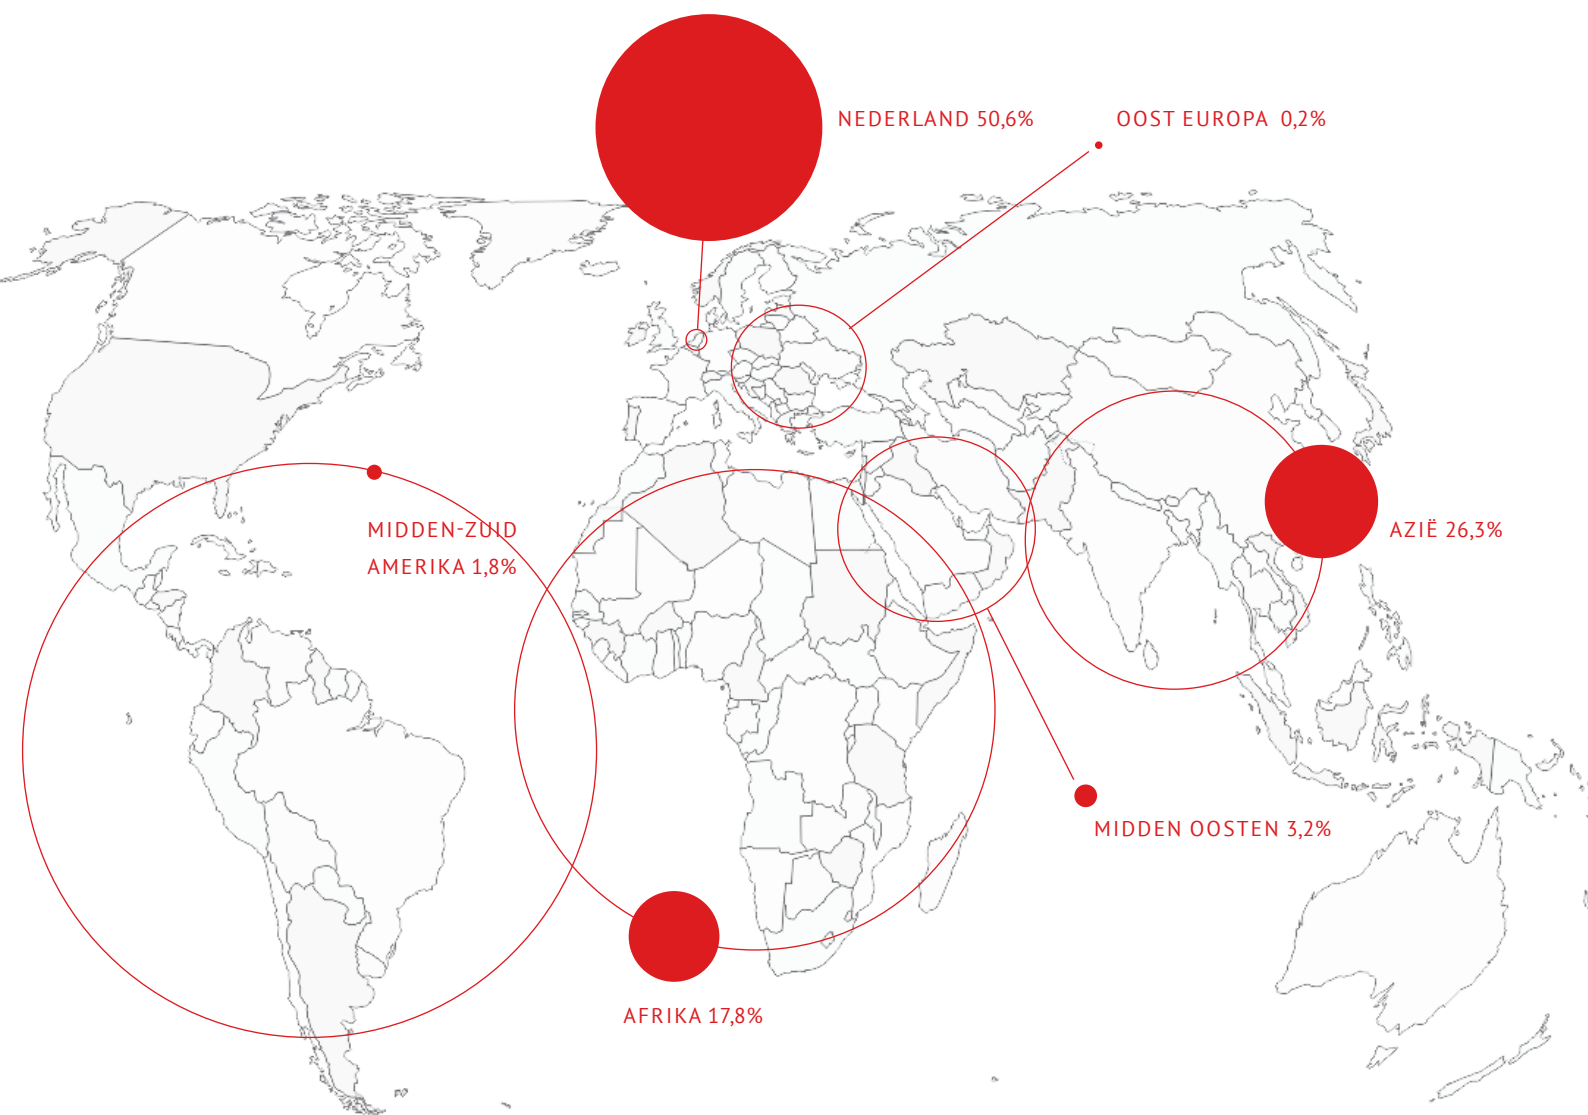 NEDERLAND 50,6%
OOST EUROPA 0,2%
MIDDEN-ZUID
AMERIKA 1,8%
AZIË 26,3%
MIDDEN OOSTEN 3,2%
AFRIKA 17,8%